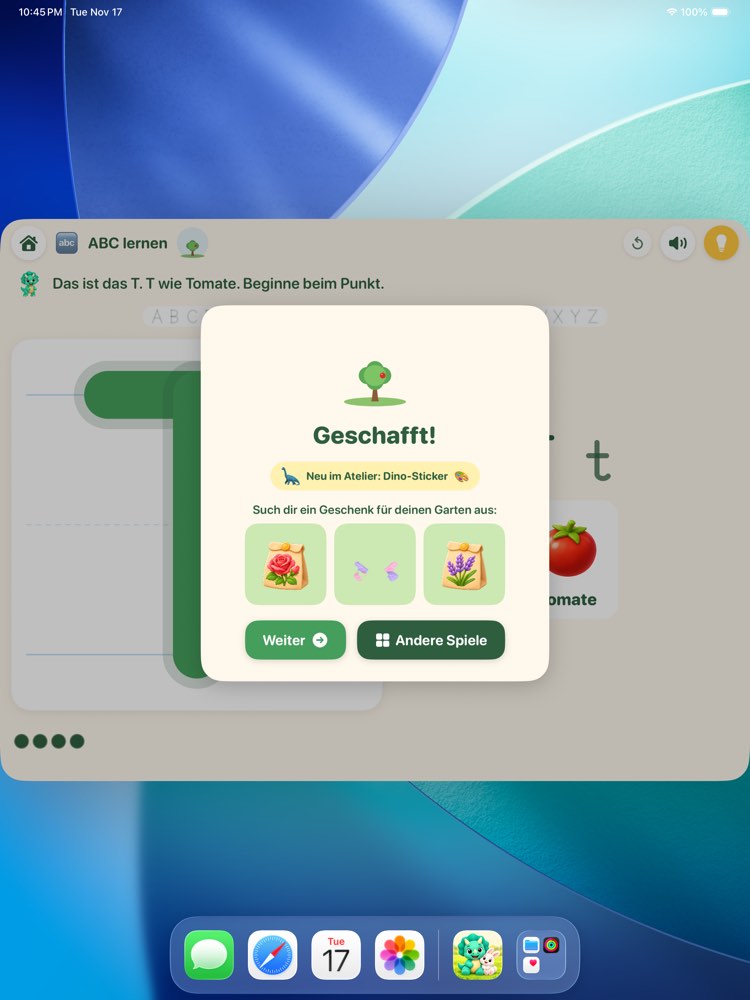 10:45 PM Tue Nov 17
100%
abc ABC lernen
Das ist das T. T wie Tomate. Beginne beim Punkt.
A B C
X Y Z
Geschafft!
Neu im Atelier: Dino-Sticker
t
Such dir ein Geschenk für deinen Garten aus:
omate
Weiter
Andere Spiele
Tue
17